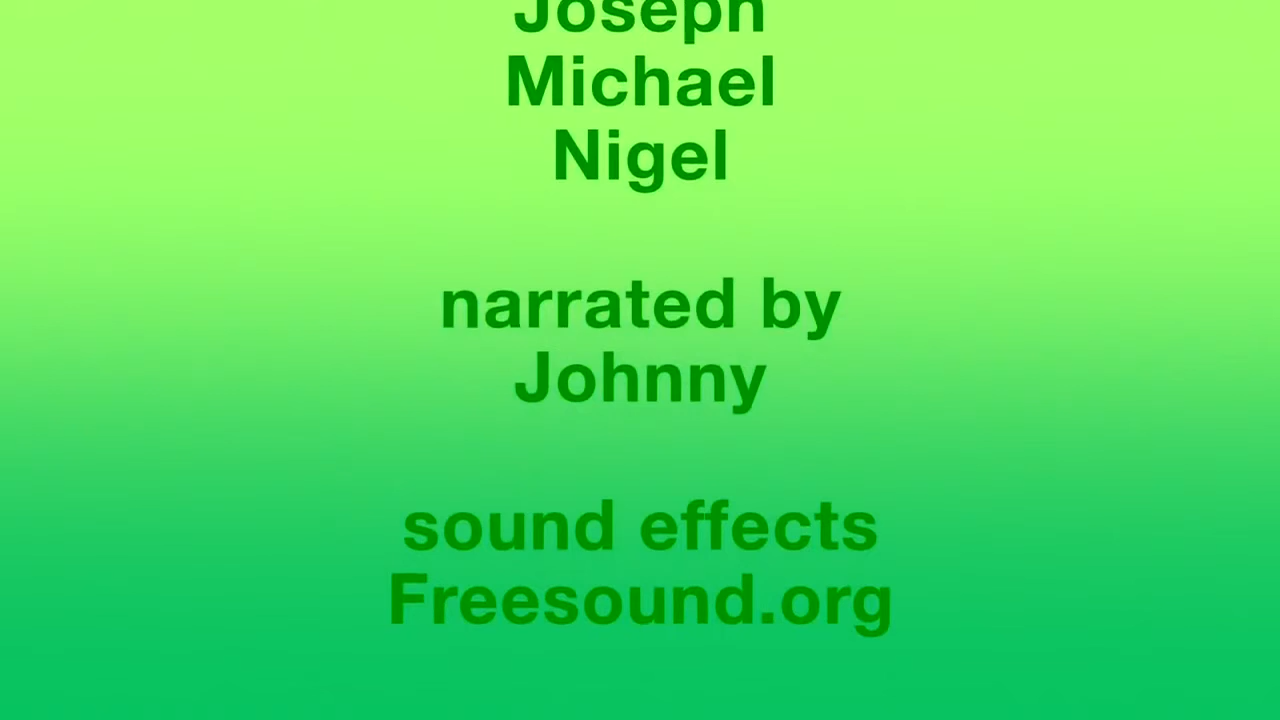 Joseph
Michael
Nigel
narrated by
Johnny
sound effects
Freesound.org